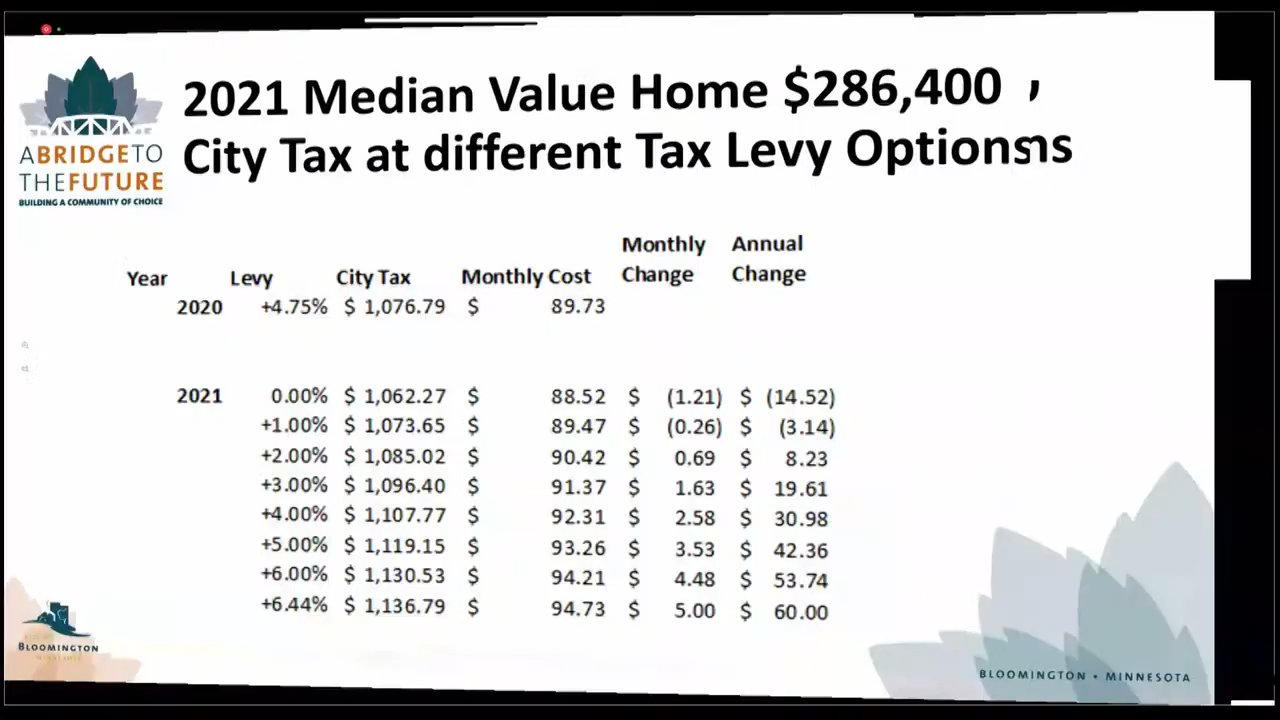 2021 Median Value Home $286,400 ,
City Tax at different Tax Levy Options
ns
A BRIDGE TO
THE FUTURE
BUILDING A COMMUNITY OF CHOICE
Year Levy City Tax Monthly Cost Monthly Change Annual Change
2020 +4.75% $ 1,076.79 $ 89.73
2021 0.00% $ 1,062.27 $ 88.52 $ (1.21) $ (14.52)
+1.00% $ 1,073.65 $ 89.47 $ (0.26) $ (3.14)
+2.00% $ 1,085.02 $ 90.42 $ 0.69 $ 8.23
+3.00% $ 1,096.40 $ 91.37 $ 1.63 $ 19.61
+4.00% $ 1,107.77 $ 92.31 $ 2.58 $ 30.98
+5.00% $ 1,119.15 $ 93.26 $ 3.53 $ 42.36
+6.00% $ 1,130.53 $ 94.21 $ 4.48 $ 53.74
+6.44% $ 1,136.79 $ 94.73 $ 5.00 $ 60.00
BLOOMINGTON
BLOOMINGTON • MINNESOTA